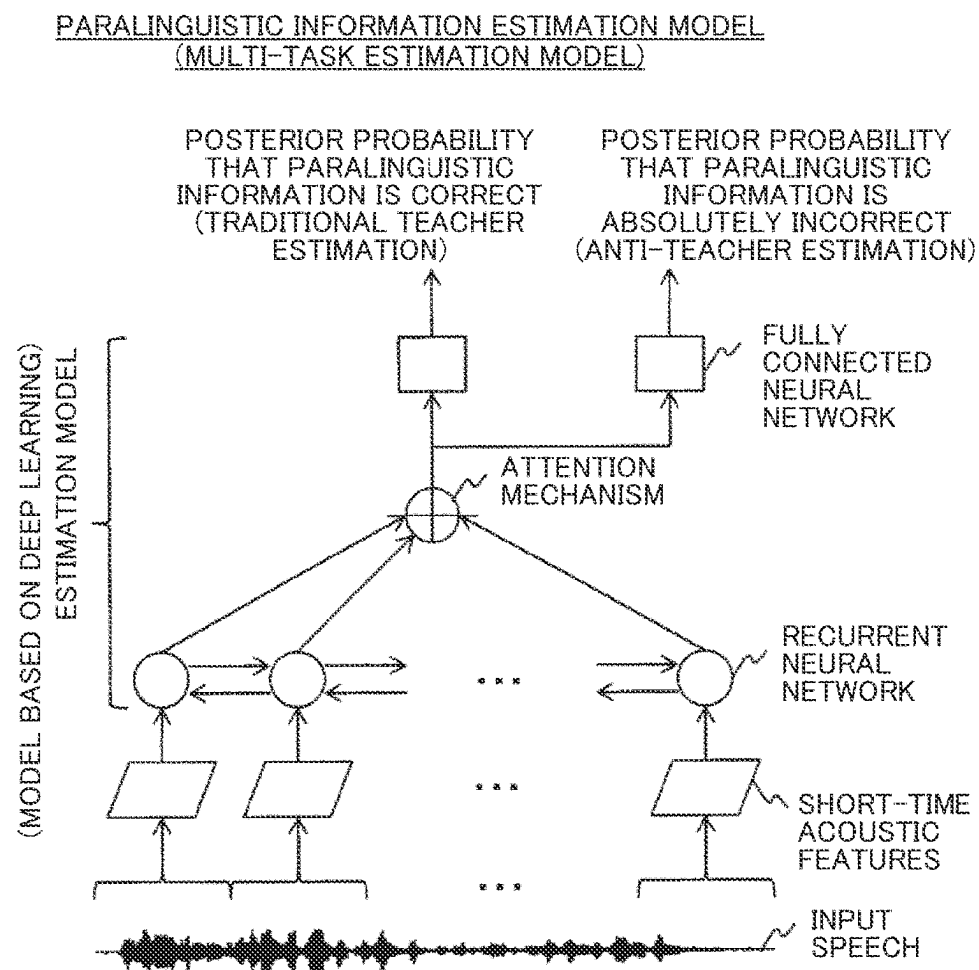 PARALINGUISTIC INFORMATION ESTIMATION MODEL
(MULTI-TASK ESTIMATION MODEL)
POSTERIOR PROBABILITY
THAT PARALINGUISTIC
INFORMATION IS CORRECT
(TRADITIONAL TEACHER
ESTIMATION)
POSTERIOR PROBABILITY
THAT PARALINGUISTIC
INFORMATION IS
ABSOLUTELY INCORRECT
(ANTI-TEACHER ESTIMATION)
(MODEL BASED ON DEEP LEARNING)
ESTIMATION MODEL
FULLY
CONNECTED
NEURAL
NETWORK
ATTENTION
MECHANISM
RECURRENT
NEURAL
NETWORK
...
...
SHORT-TIME
ACOUSTIC
FEATURES
...
INPUT
SPEECH